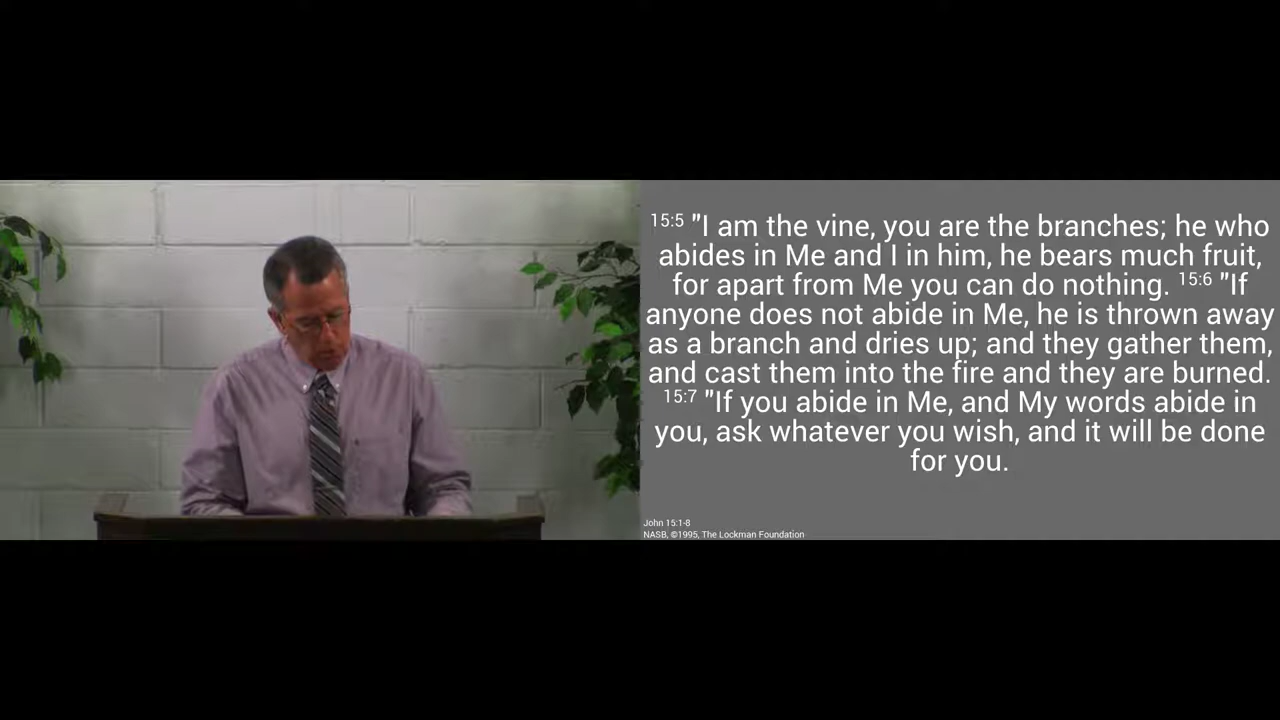 15:5 "I am the vine, you are the branches; he who
abides in Me and I in him, he bears much fruit,
for apart from Me you can do nothing. 15:6 "If
anyone does not abide in Me, he is thrown away
as a branch and dries up; and they gather them,
and cast them into the fire and they are burned.
15:7 "If you abide in Me, and My words abide in
you, ask whatever you wish, and it will be done
for you.
John 15:1-8
NASB, ©1995, The Lockman Foundation